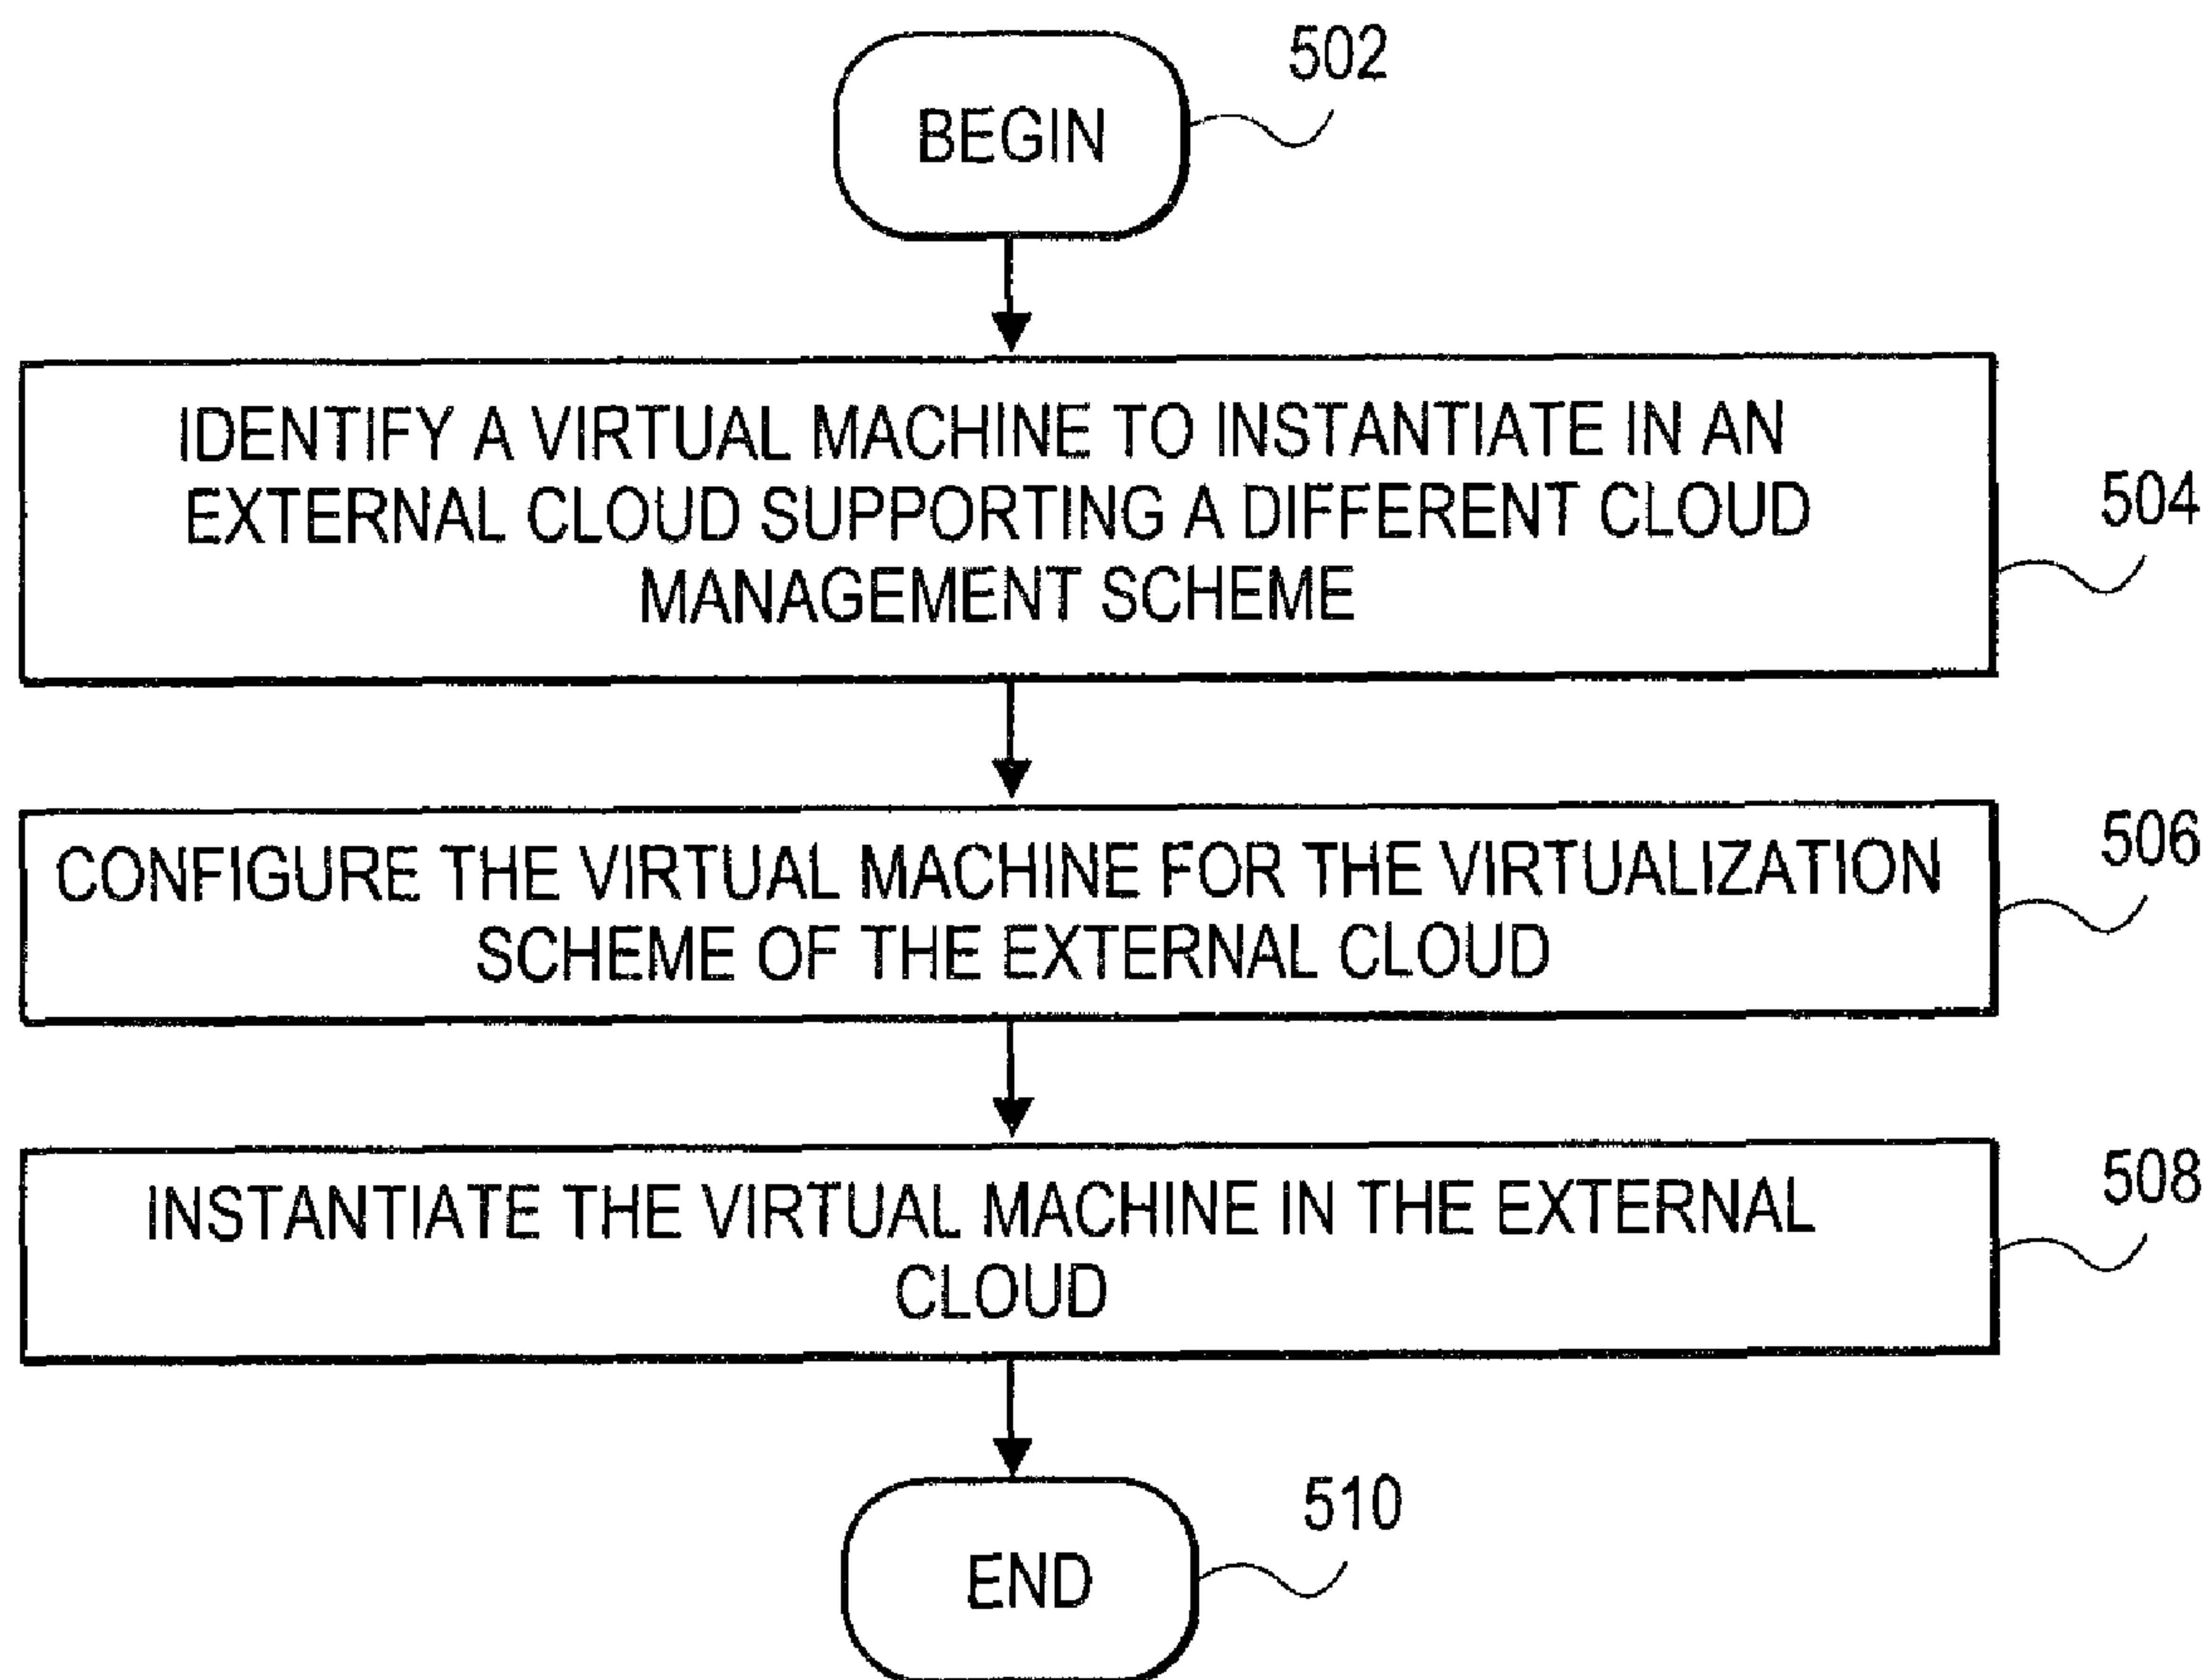 502
BEGIN
IDENTIFY A VIRTUAL MACHINE TO INSTANTIATE IN AN
EXTERNAL CLOUD SUPPORTING A DIFFERENT CLOUD
MANAGEMENT SCHEME
504
CONFIGURE THE VIRTUAL MACHINE FOR THE VIRTUALIZATION
SCHEME OF THE EXTERNAL CLOUD
506
INSTANTIATE THE VIRTUAL MACHINE IN THE EXTERNAL
CLOUD
508
510
END